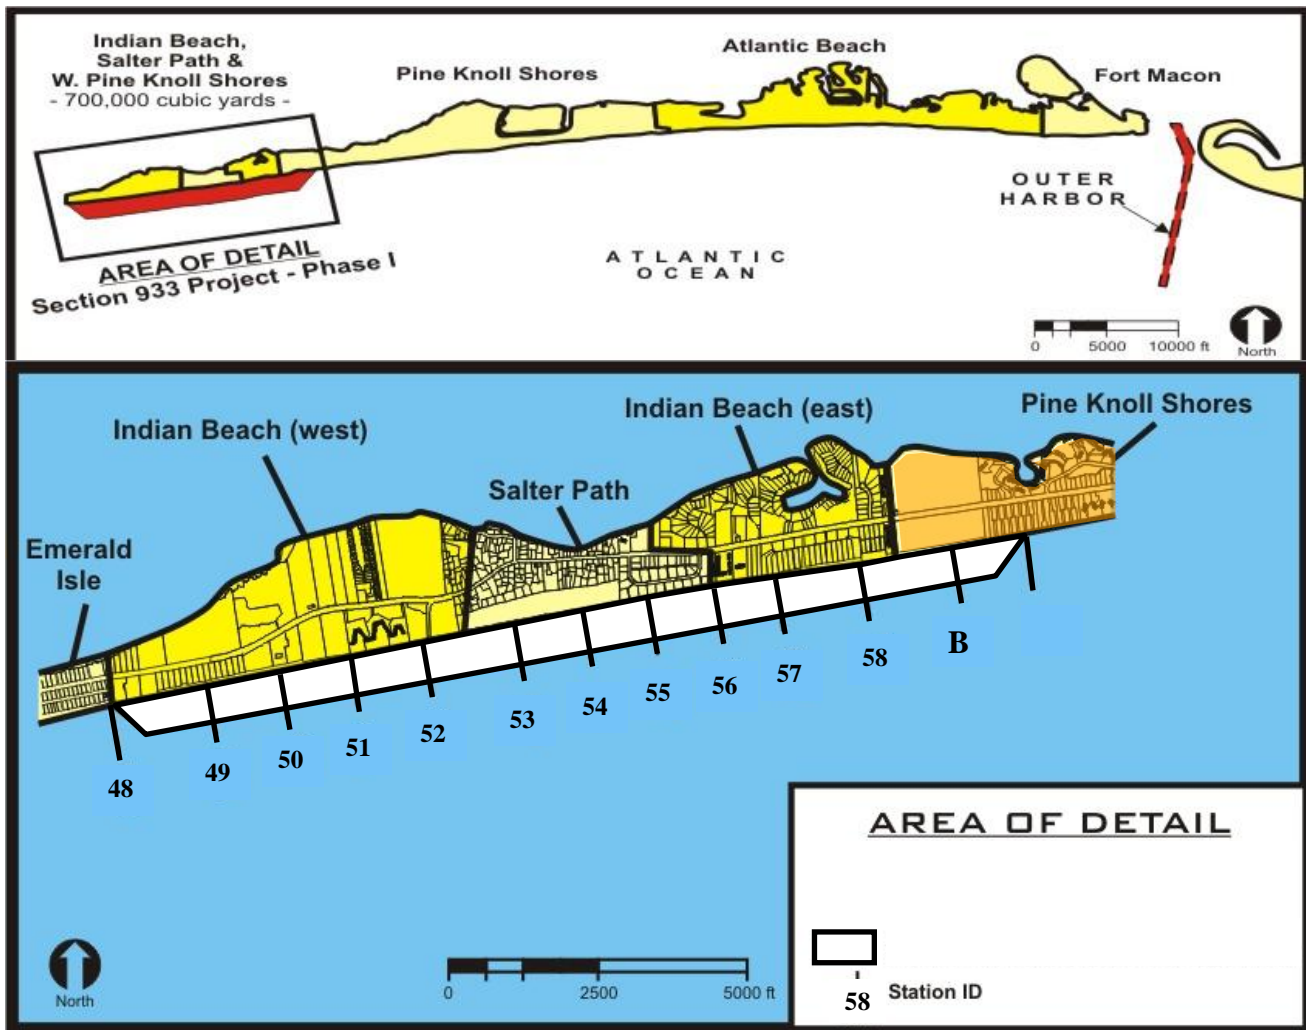 Indian Beach,
Salter Path &
W. Pine Knoll Shores
- 700,000 cubic yards -
Pine Knoll Shores
Atlantic Beach
Fort Macon
OUTER
HARBOR
ATLANTIC
OCEAN
AREA OF DETAIL
Section 933 Project - Phase I
0 5000 10000 ft
North
Indian Beach (west)
Indian Beach (east)
Pine Knoll Shores
Salter Path
Emerald
Isle
48
49
50
51
52
53
54
55
56
57
58
B
AREA OF DETAIL
58 Station ID
North
0 2500 5000 ft